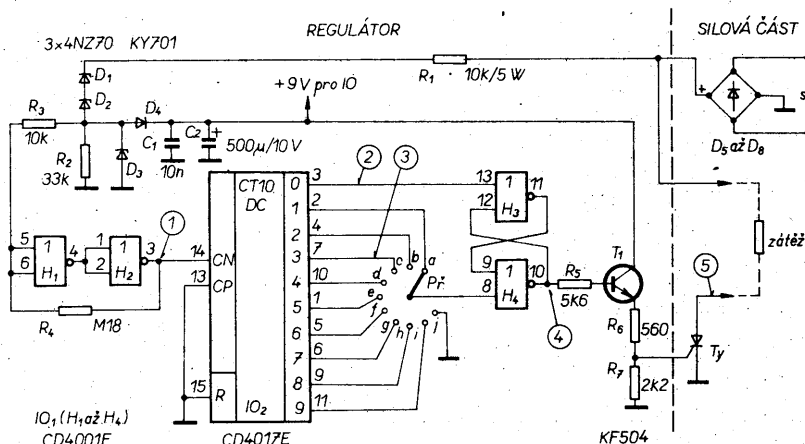 REGULÁTOR
SILOVÁ ČÁST
3x4NZ70 KY701
D1
D2
R1 10k/5 W
+9V pro IO
R3
10k
D4
C1
10n
C2
+
500µ/10 V
R2
33k
D3
+
D5 až D8
CT10
DC
0 3
1 2
2 4
3 7
4 10
5 1
6 5
7 6
8 9
9 11
CN
CP
R
IO2
14
13
15
a
b
c
d
e
f
g
h
i
j
Př.
1
2
3
4
5
5
6
1
H1
4
1
2
1
H2
3
R4
M18
13
12
1
H3
11
9
8
1
H4
10
R5
5k6
T1
R6
560
R7
2k2
Ty
zátěž
IO1 (H1 až H4)
CD4001E
CD4017E
KF504